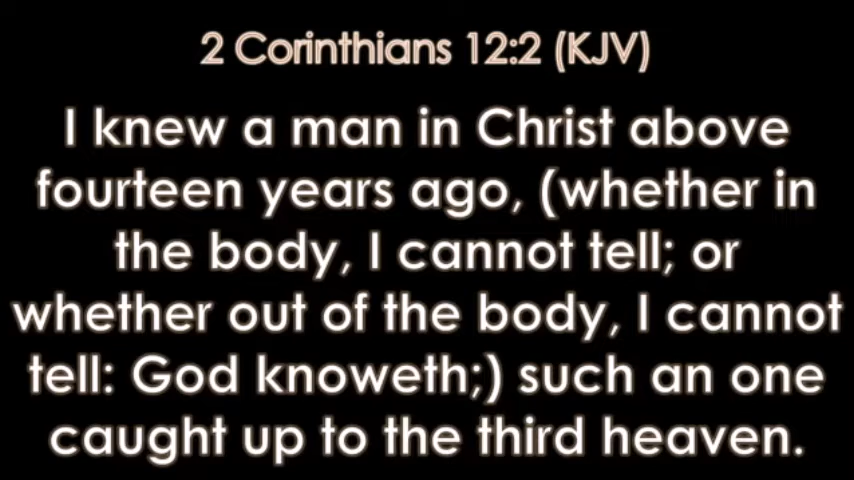 2 Corinthians 12:2 (KJV)
I knew a man in Christ above
fourteen years ago, (whether in
the body, I cannot tell; or
whether out of the body, I cannot
tell: God knoweth;) such an one
caught up to the third heaven.